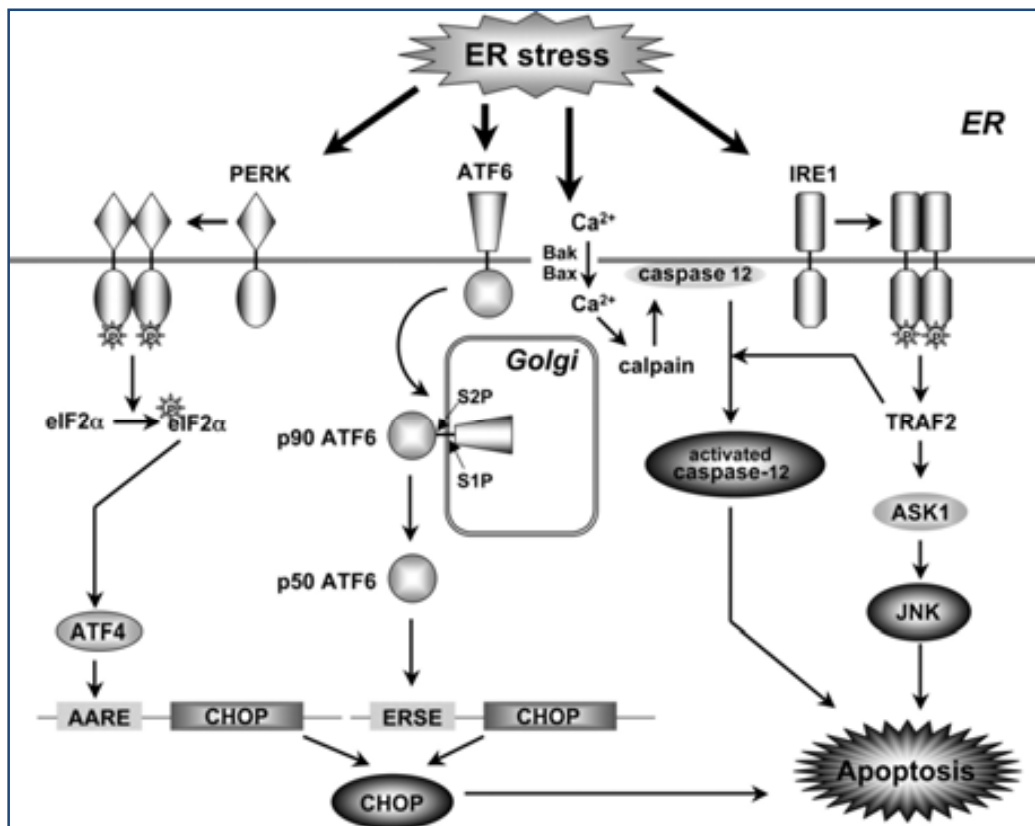 ER stress
ER
PERK
ATF6
IRE1
Ca²⁺
Bak
Bax
caspase 12
Ca²⁺
P P
P P
Golgi
calpain
S2P
eIF2α
P
eIF2α
p90 ATF6
TRAF2
S1P
activated
caspase-12
ASK1
p50 ATF6
ATF4
JNK
AARE
CHOP
ERSE
CHOP
Apoptosis
CHOP